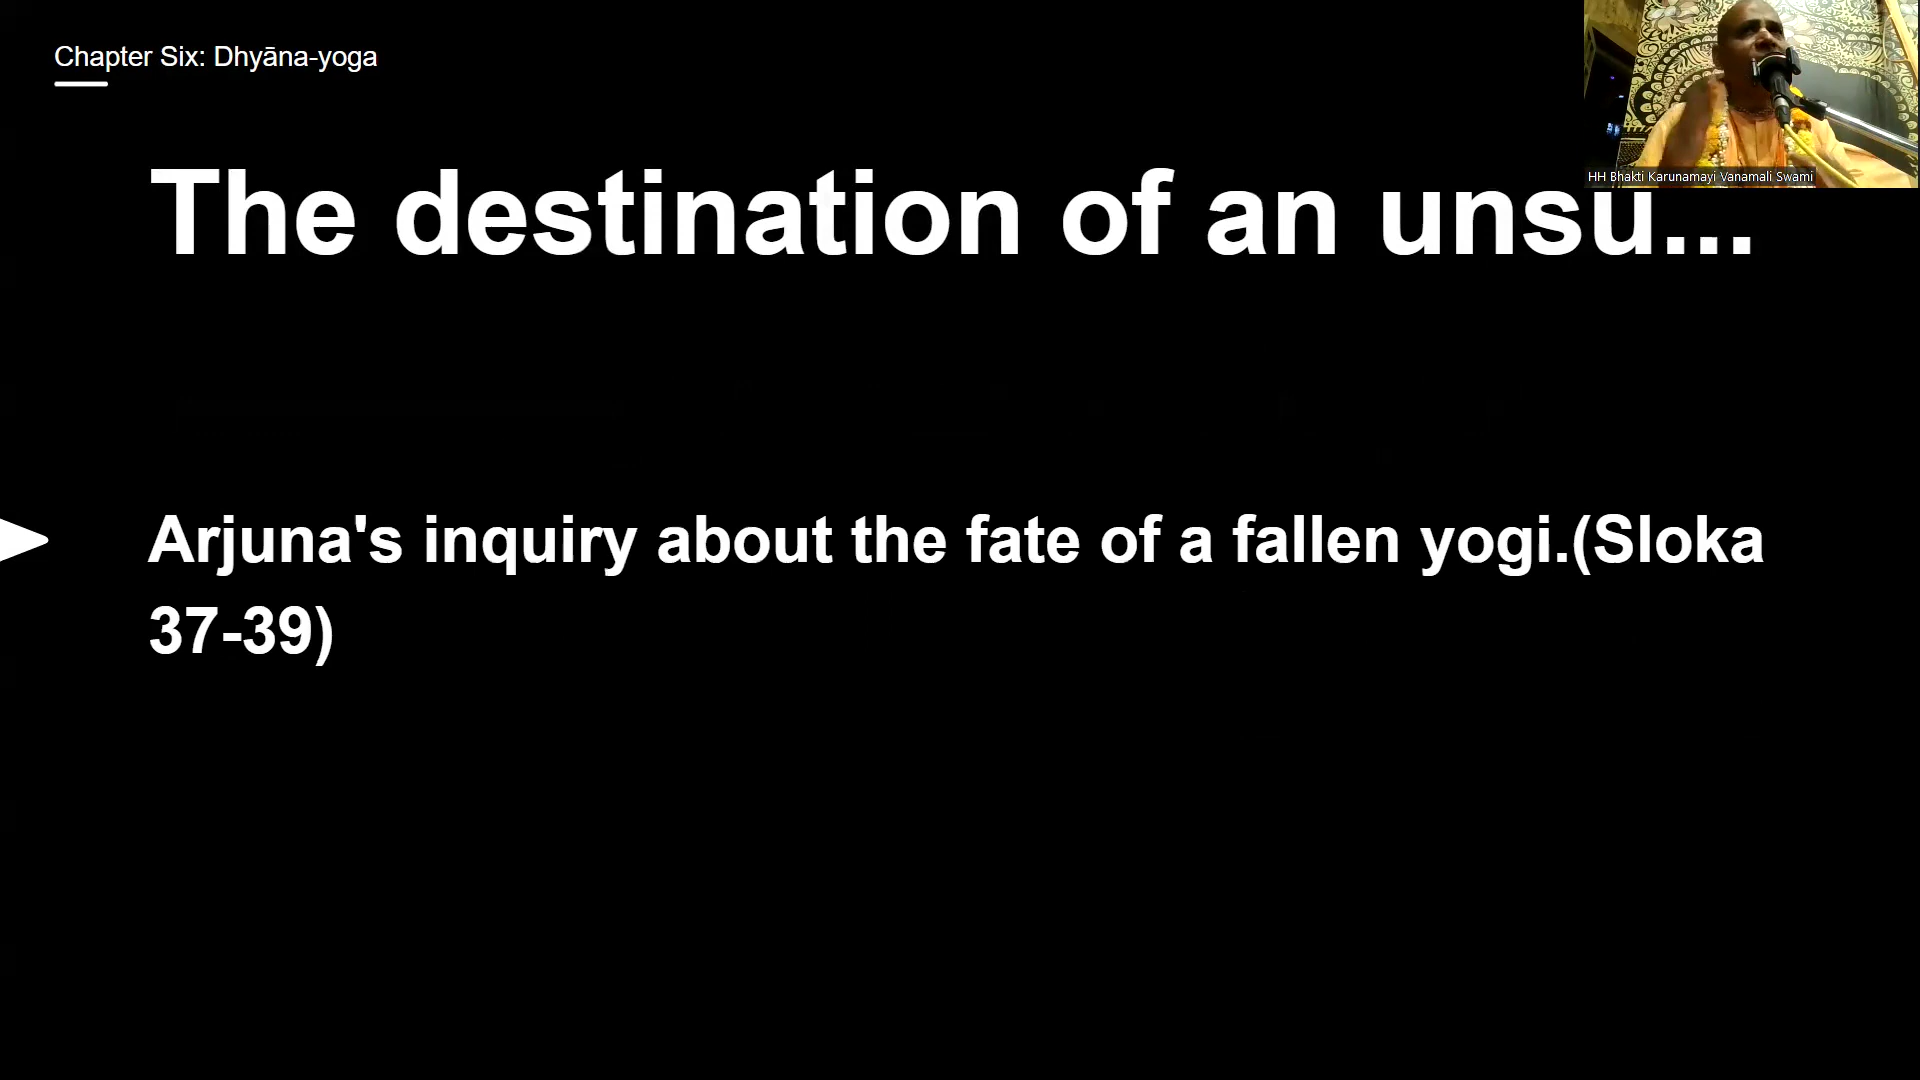 Chapter Six: Dhyāna-yoga
HH Bhakti Karunamayi Vanamali Swami
The destination of an unsu...
Arjuna's inquiry about the fate of a fallen yogi.(Sloka
37-39)